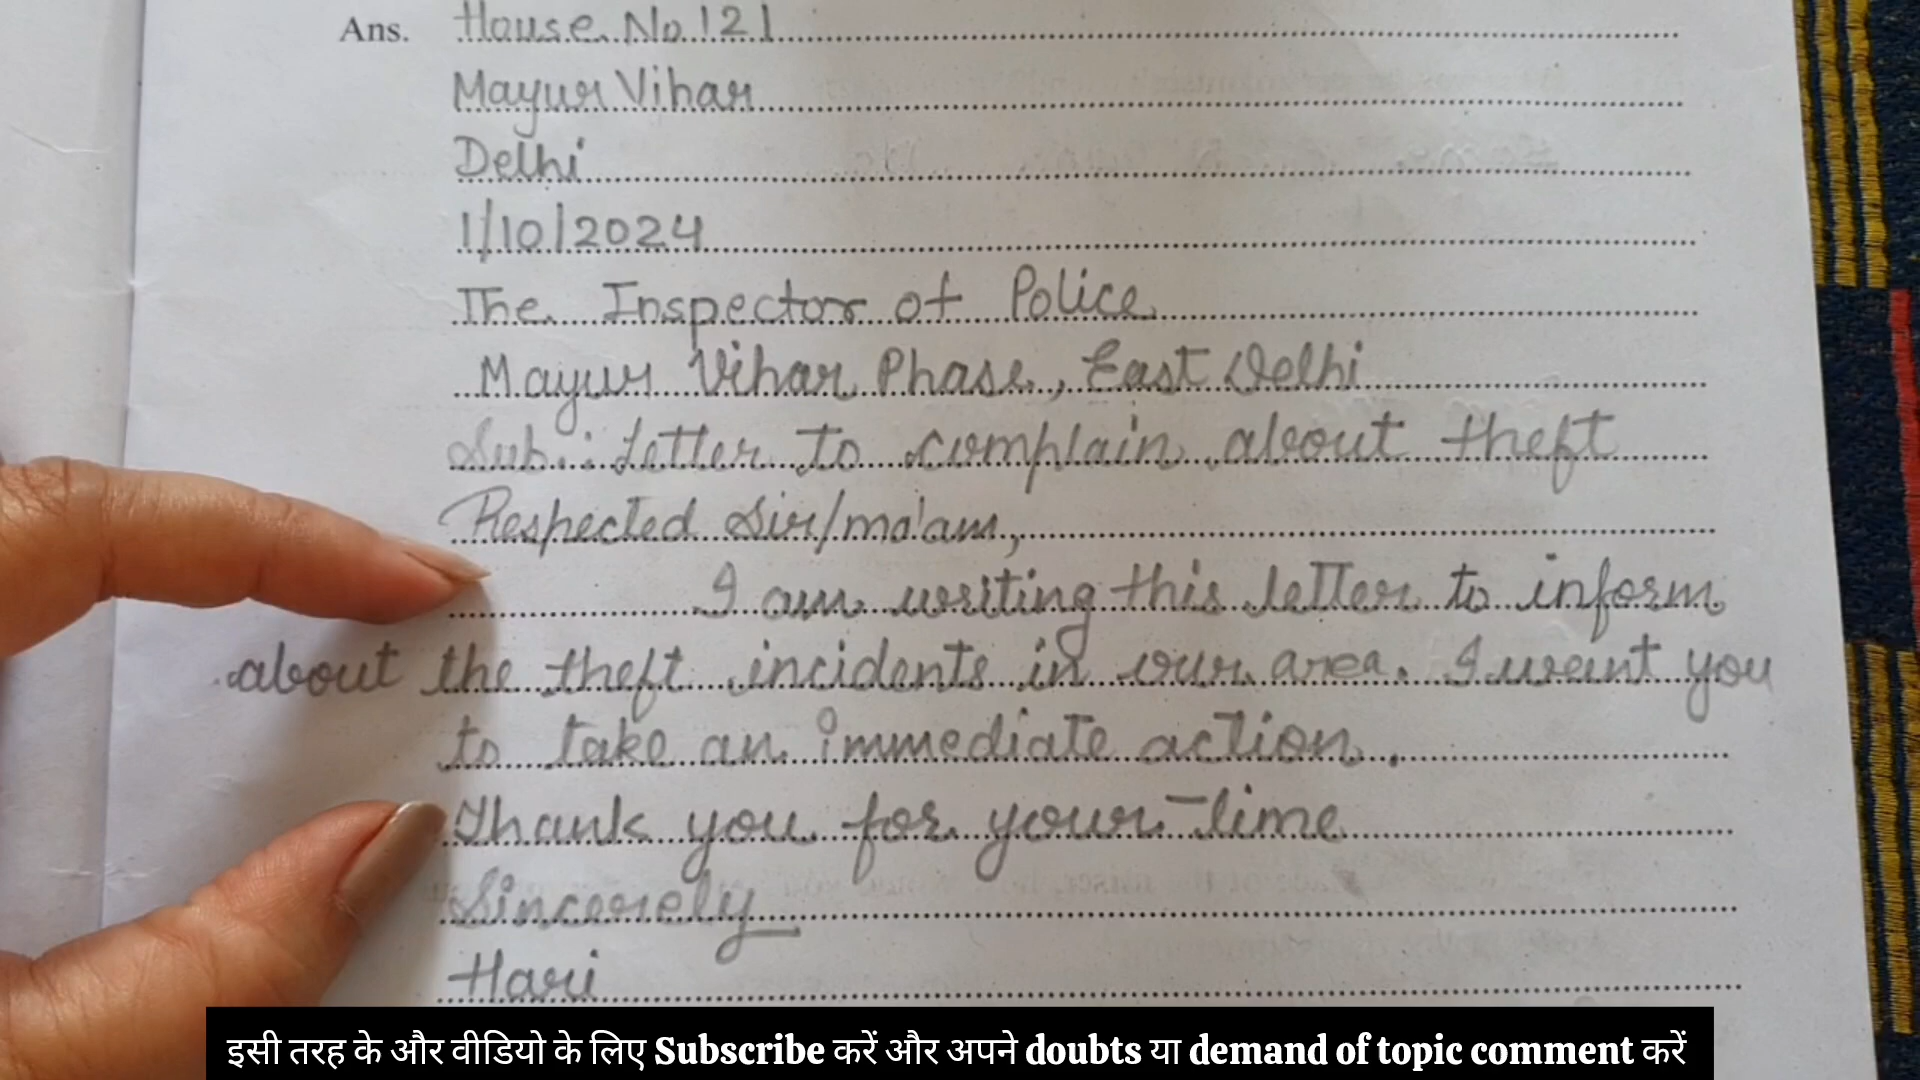 Ans. House No 121
Mayur Vihar
Delhi
1/10/2024
The Inspector of Police
Mayur Vihar Phase, East Delhi
Sub: Letter to complain about theft
Respected Sir/ma'am,
I am writing this letter to inform
about the theft incidents in our area. I want you
to take an immediate action.
Thank you for your time
Sincerely
Hari
इसी तरह के और वीडियो के लिए Subscribe करें और अपने doubts या demand of topic comment करें